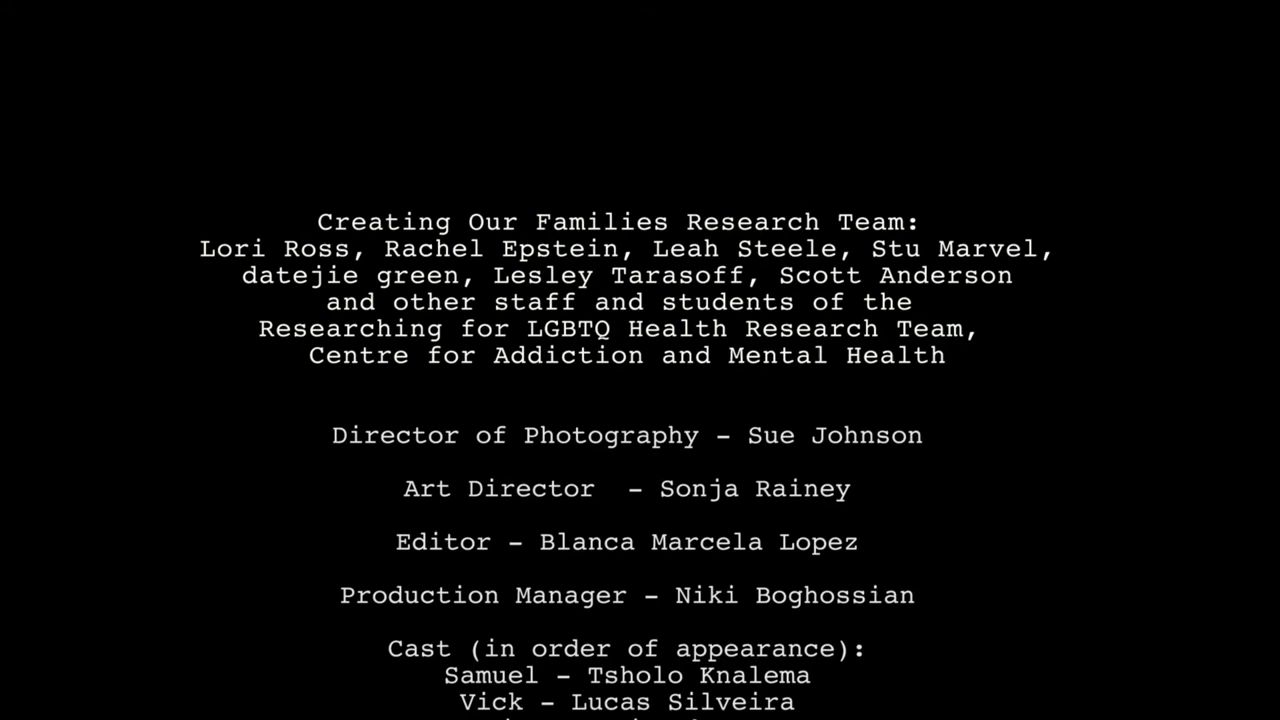 Creating Our Families Research Team:
Lori Ross, Rachel Epstein, Leah Steele, Stu Marvel,
datejie green, Lesley Tarasoff, Scott Anderson
and other staff and students of the
Researching for LGBTQ Health Research Team,
Centre for Addiction and Mental Health
Director of Photography - Sue Johnson
Art Director - Sonja Rainey
Editor - Blanca Marcela Lopez
Production Manager - Niki Boghossian
Cast (in order of appearance):
Samuel - Tsholo Knalema
Vick - Lucas Silveira